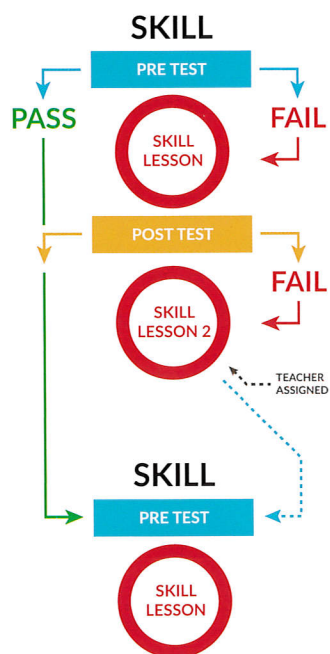 SKILL
PRE TEST
PASS
FAIL
SKILL
LESSON
POST TEST
FAIL
SKILL
LESSON 2
TEACHER
ASSIGNED
SKILL
PRE TEST
SKILL
LESSON